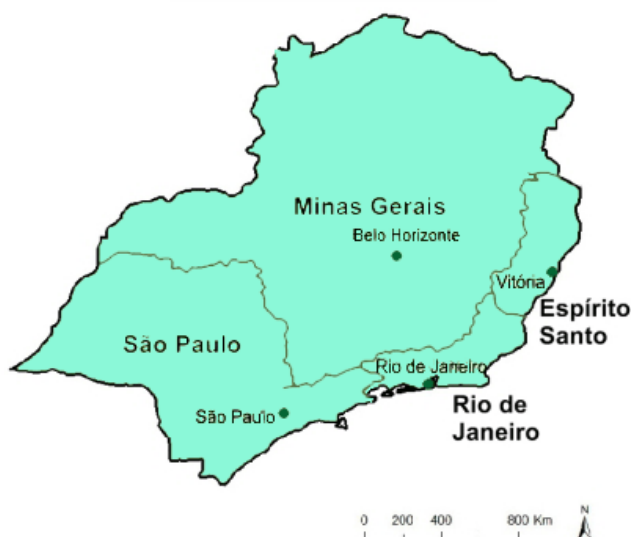 Minas Gerais
Belo Horizonte
Vitória
Espírito
Santo
São Paulo
Rio de Janeiro
São Paulo
Rio de
Janeiro
0 200 400 800 Km
N